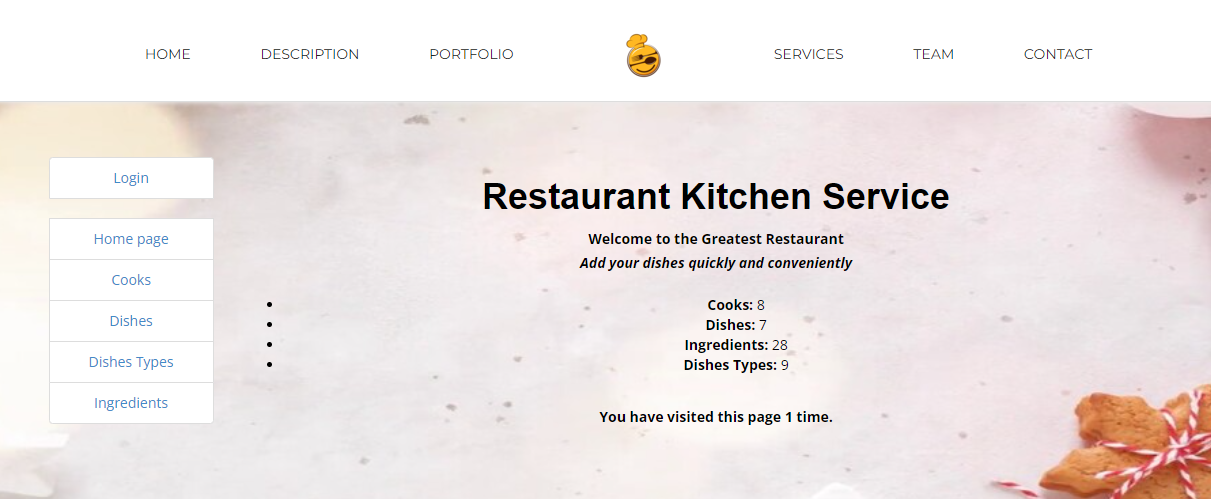 HOME DESCRIPTION PORTFOLIO SERVICES TEAM CONTACT
Login
Home page
Cooks
Dishes
Dishes Types
Ingredients
Restaurant Kitchen Service
Welcome to the Greatest Restaurant
Add your dishes quickly and conveniently
Cooks: 8
Dishes: 7
Ingredients: 28
Dishes Types: 9
You have visited this page 1 time.